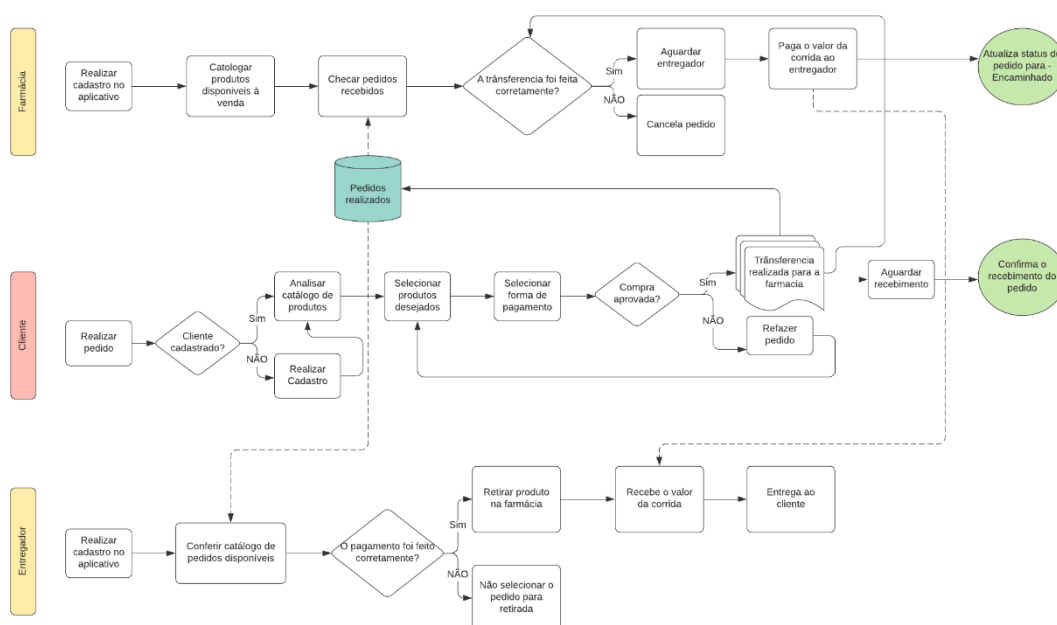 Farmácia
Realizar
cadastro no
aplicativo
Catologar
produtos
disponiveis à
venda
Checar pedidos
recebidos
A trânsferencia foi feita
corretamente?
Sim
NÃO
Aguardar
entregador
Cancela pedido
Paga o valor da
corrida ao
entregador
Atualiza status do
pedido para -
Encaminhado
Pedidos
realizados
Cliente
Realizar
pedido
Cliente
cadastrado?
Sim
NÃO
Analisar
catálogo de
produtos
Realizar
Cadastro
Selecionar
produtos
desejados
Selecionar
forma de
pagamento
Compra
aprovada?
Sim
NÃO
Trânsferencia
realizada para a
farmacia
Refazer
pedido
Aguardar
recebimento
Confirma o
recebimento do
pedido
Entregador
Realizar
cadastro no
aplicativo
Conferir catálogo de
pedidos disponíveis
O pagamento foi feito
corretamente?
Sim
NÃO
Retirar produto
na farmácia
Não selecionar o
pedido para
retirada
Recebe o valor
da corrida
Entrega ao
cliente